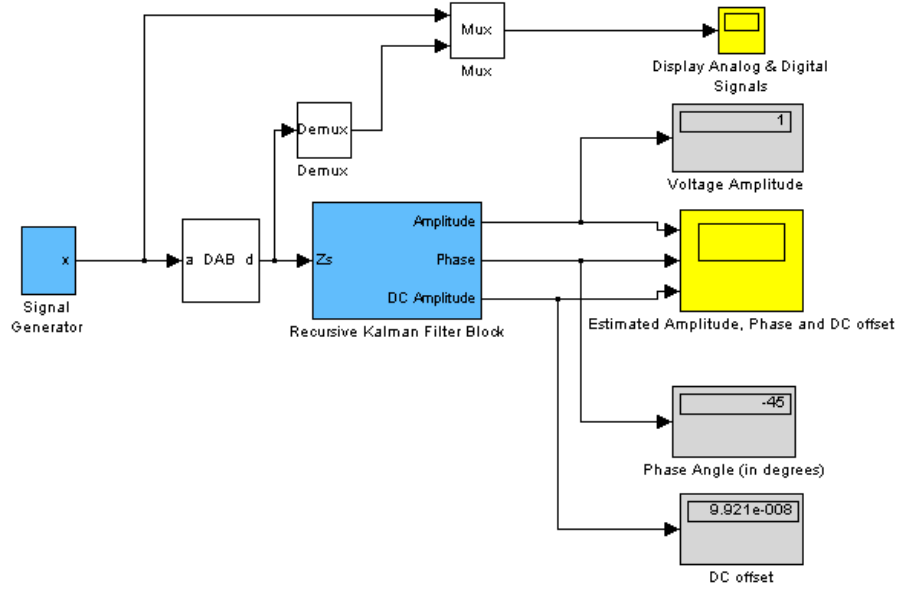 Mux
Mux
Display Analog & Digital
Signals
1
Voltage Amplitude
Demux
Demux
x
Signal
Generator
a DAB d
Zs
Amplitude
Phase
DC Amplitude
Recursive Kalman Filter Block
Estimated Amplitude, Phase and DC offset
-45
Phase Angle (in degrees)
9.921e-008
DC offset